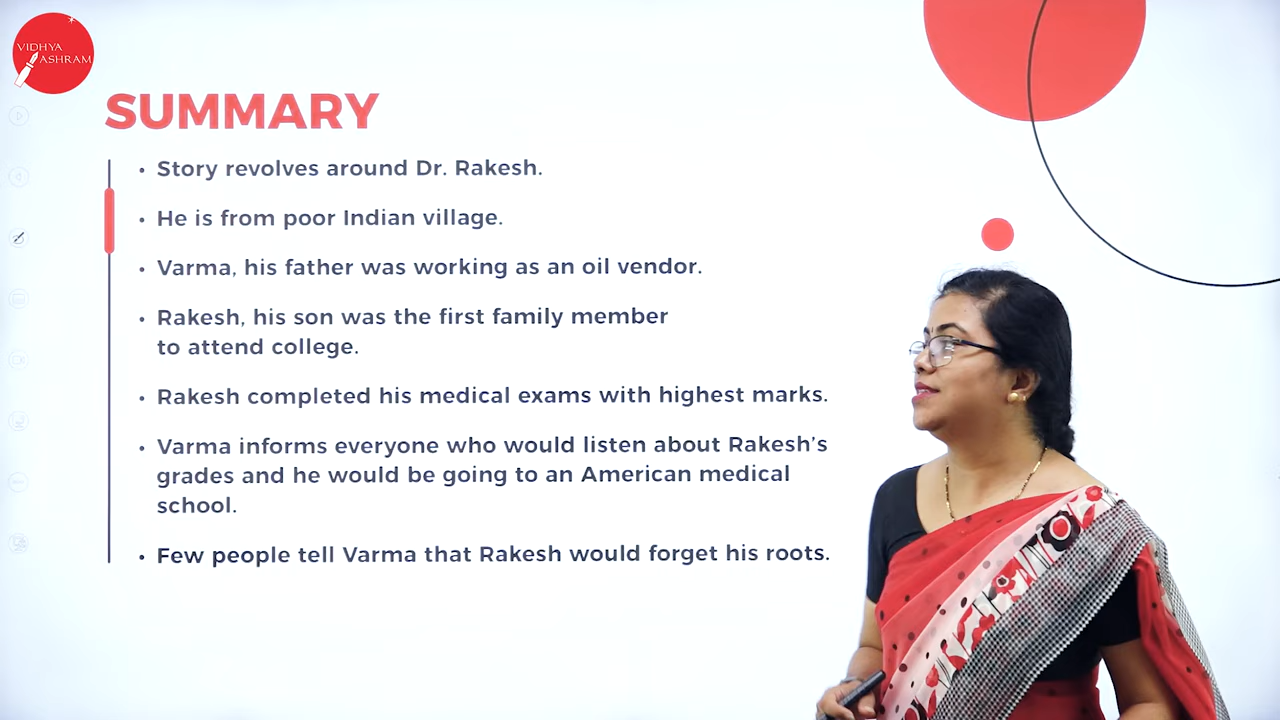 VIDHYA
ASHRAM
SUMMARY
• Story revolves around Dr. Rakesh.
• He is from poor Indian village.
• Varma, his father was working as an oil vendor.
• Rakesh, his son was the first family member
to attend college.
• Rakesh completed his medical exams with highest marks.
• Varma informs everyone who would listen about Rakesh's
grades and he would be going to an American medical
school.
• Few people tell Varma that Rakesh would forget his roots.